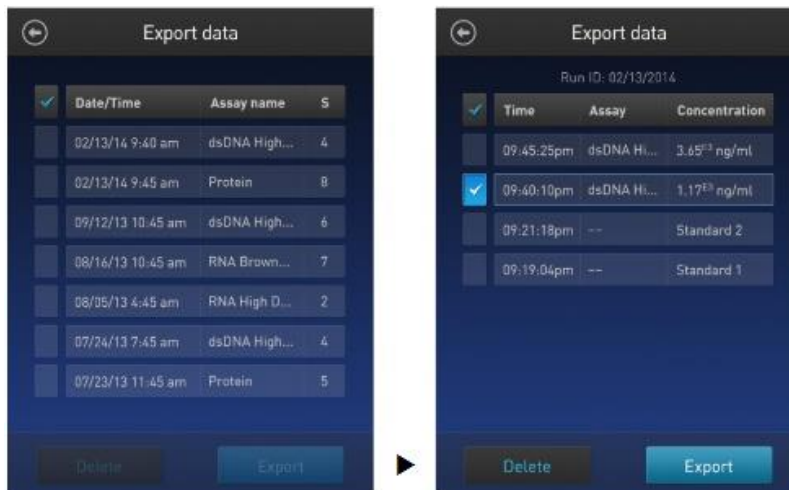 Export data
Date/Time Assay name S
02/13/14 9:40 am dsDNA High... 4
02/13/14 9:45 am Protein 8
09/12/13 10:45 am dsDNA High... 6
08/16/13 10:45 am RNA Brown... 7
08/05/13 4:45 am RNA High D... 2
07/24/13 7:45 am dsDNA High... 4
07/23/13 11:45 am Protein 5
Delete Export
Export data
Run ID: 02/13/2014
Time Assay Concentration
09:45:25pm dsDNA Hi... 3.65E3 ng/ml
09:40:10pm dsDNA Hi... 1.17E3 ng/ml
09:21:18pm -- Standard 2
09:19:04pm -- Standard 1
Delete Export